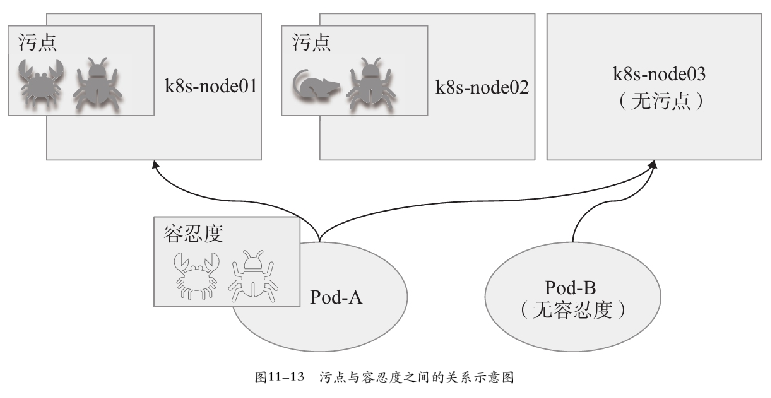 污点
k8s-node01
污点
k8s-node02
k8s-node03
（无污点）
容忍度
Pod-A
Pod-B
（无容忍度）
图11-13 污点与容忍度之间的关系示意图